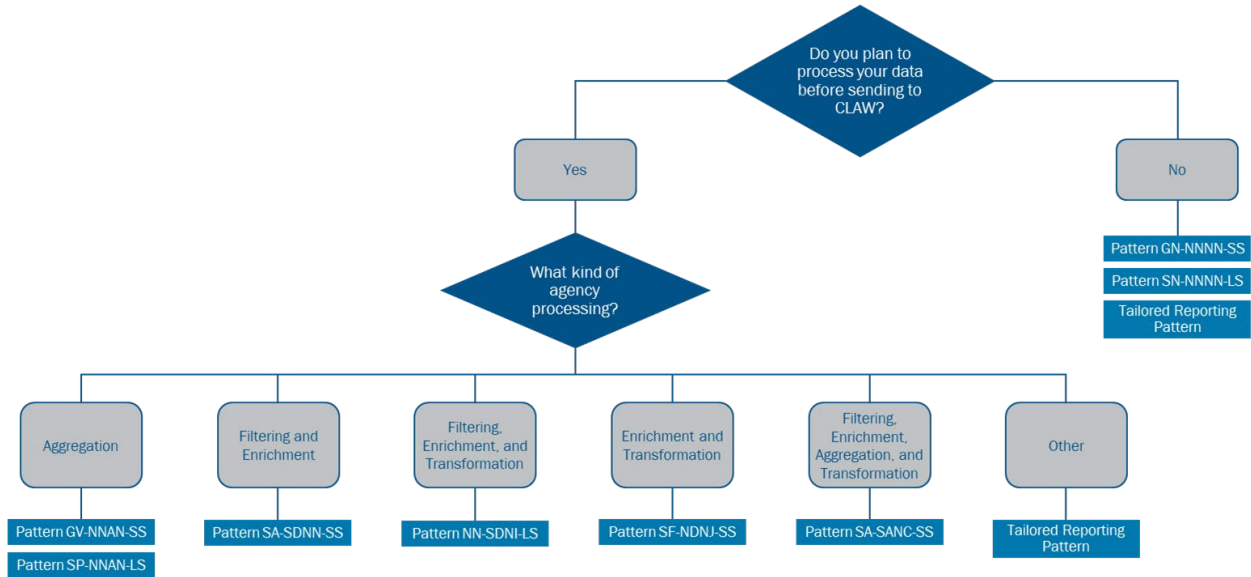 Do you plan to
process your data
before sending to
CLAW?
Yes
No
Pattern GN-NNNN-SS
Pattern SN-NNNN-LS
Tailored Reporting
Pattern
What kind of
agency
processing?
Aggregation
Filtering and
Enrichment
Filtering,
Enrichment, and
Transformation
Enrichment and
Transformation
Filtering,
Enrichment,
Aggregation, and
Transformation
Other
Pattern GV-NNAN-SS
Pattern SP-NNAN-LS
Pattern SA-SDNN-SS
Pattern NN-SDNI-LS
Pattern SF-NDNJ-SS
Pattern SA-SANC-SS
Tailored Reporting
Pattern